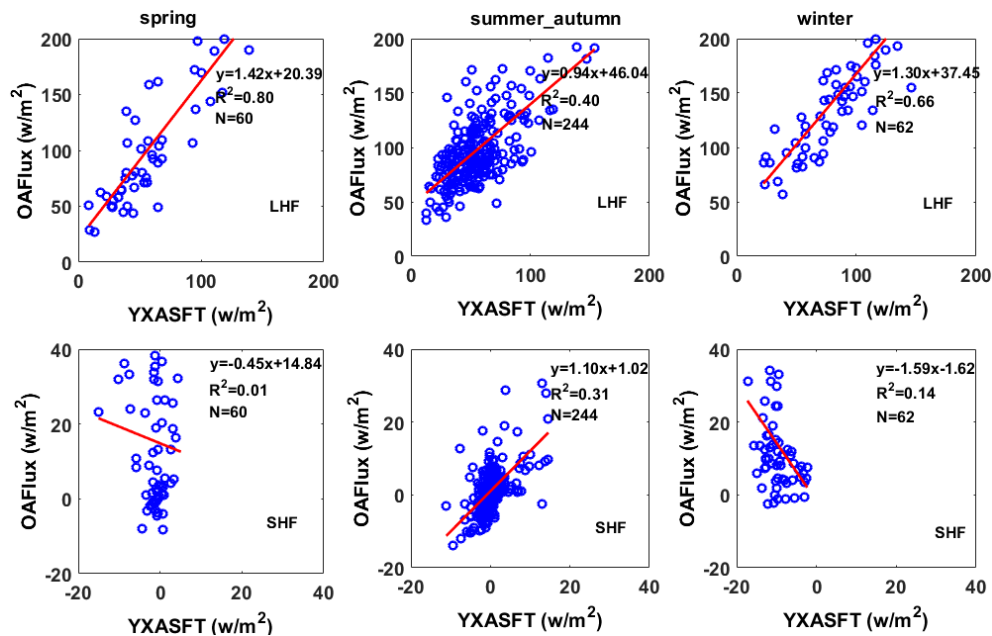 spring
summer_autumn
winter
200
150
100
50
0
OAFlux (w/m²)
y=1.42x+20.39
R²=0.80
N=60
LHF
0
100
200
YXASFT (w/m²)
200
150
100
50
0
OAFlux (w/m²)
y=0.94x+46.04
R²=0.40
N=244
LHF
0
100
200
YXASFT (w/m²)
200
150
100
50
0
OAFlux (w/m²)
y=1.30x+37.45
R²=0.66
N=62
LHF
0
100
200
YXASFT (w/m²)
40
20
0
-20
OAFlux (w/m²)
y=-0.45x+14.84
R²=0.01
N=60
SHF
-20
0
20
40
YXASFT (w/m²)
40
20
0
-20
OAFlux (w/m²)
y=1.10x+1.02
R²=0.31
N=244
SHF
-20
0
20
40
YXASFT (w/m²)
40
20
0
-20
OAFlux (w/m²)
y=-1.59x-1.62
R²=0.14
N=62
SHF
-20
0
20
40
YXASFT (w/m²)